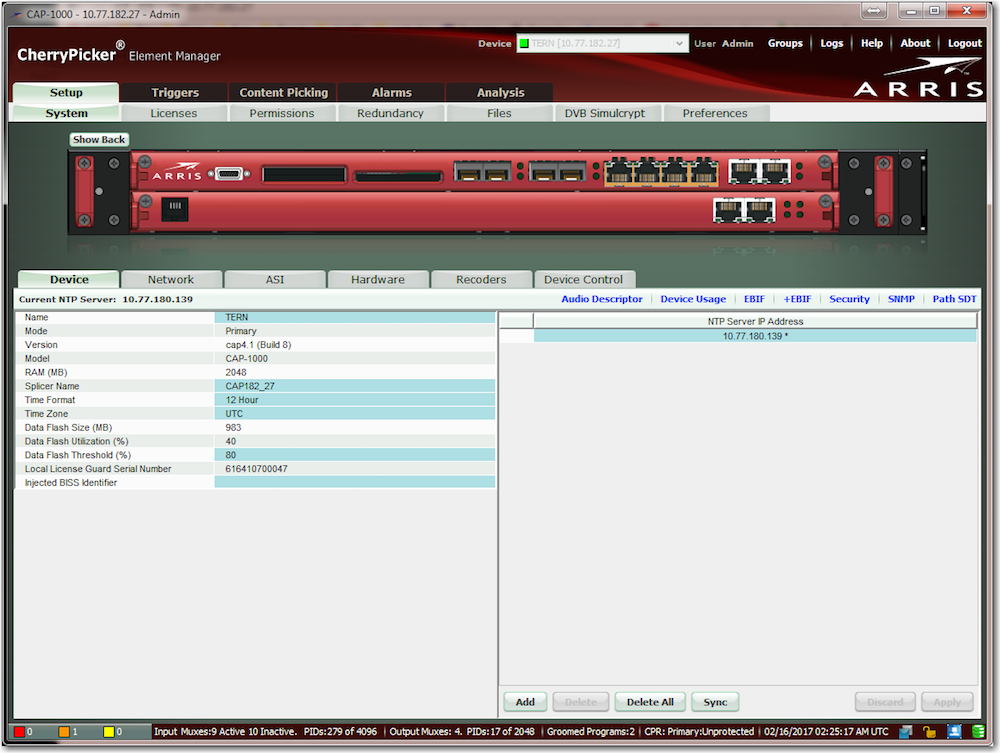 CAP-1000 - 10.77.182.27 - Admin
CherryPicker® Element Manager
Device TERN [10.77.182.27] User Admin Groups Logs Help About Logout
ARRIS
Setup Triggers Content Picking Alarms Analysis
System Licenses Permissions Redundancy Files DVB Simulcrypt Preferences
Show Back
ARRIS
Device Network ASI Hardware Recoders Device Control
Current NTP Server: 10.77.180.139 Audio Descriptor Device Usage EBIF +EBIF Security SNMP Path SDT
Name TERN
Mode Primary
Version cap4.1 (Build 8)
Model CAP-1000
RAM (MB) 2048
Splicer Name CAP182_27
Time Format 12 Hour
Time Zone UTC
Data Flash Size (MB) 983
Data Flash Utilization (%) 40
Data Flash Threshold (%) 80
Local License Guard Serial Number 616410700047
Injected BISS Identifier
NTP Server IP Address
10.77.180.139 *
Add Delete Delete All Sync Discard Apply
0 1 0 Input Muxes:9 Active 10 Inactive. PIDs:279 of 4096 Output Muxes: 4. PIDs:17 of 2048 Groomed Programs:2 CPR: Primary:Unprotected 02/16/2017 02:25:17 AM UTC